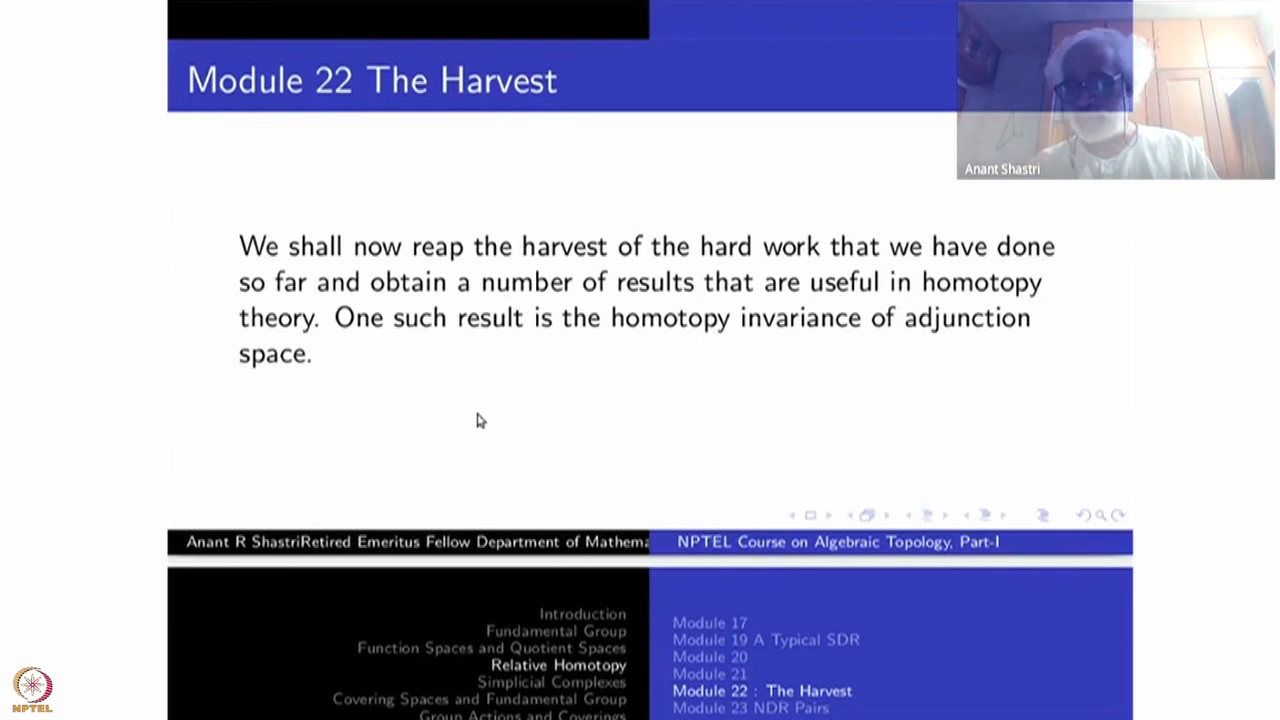 Module 22 The Harvest
Anant Shastri
We shall now reap the harvest of the hard work that we have done
so far and obtain a number of results that are useful in homotopy
theory. One such result is the homotopy invariance of adjunction
space.
Anant R ShastriRetired Emeritus Fellow Department of Mathema
NPTEL Course on Algebraic Topology, Part-I
Introduction
Fundamental Group
Function Spaces and Quotient Spaces
Relative Homotopy
Simplicial Complexes
Covering Spaces and Fundamental Group
Group Actions and Coverings
Module 17
Module 19 A Typical SDR
Module 20
Module 21
Module 22 : The Harvest
Module 23 NDR Pairs
NPTEL